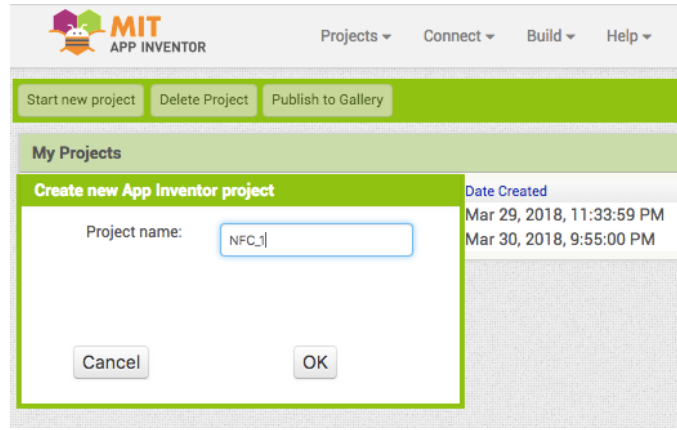 MIT
APP INVENTOR
Projects Connect Build Help
Start new project Delete Project Publish to Gallery
My Projects
Create new App Inventor project
Date Created
Project name: NFC_1
Mar 29, 2018, 11:33:59 PM
Mar 30, 2018, 9:55:00 PM
Cancel OK